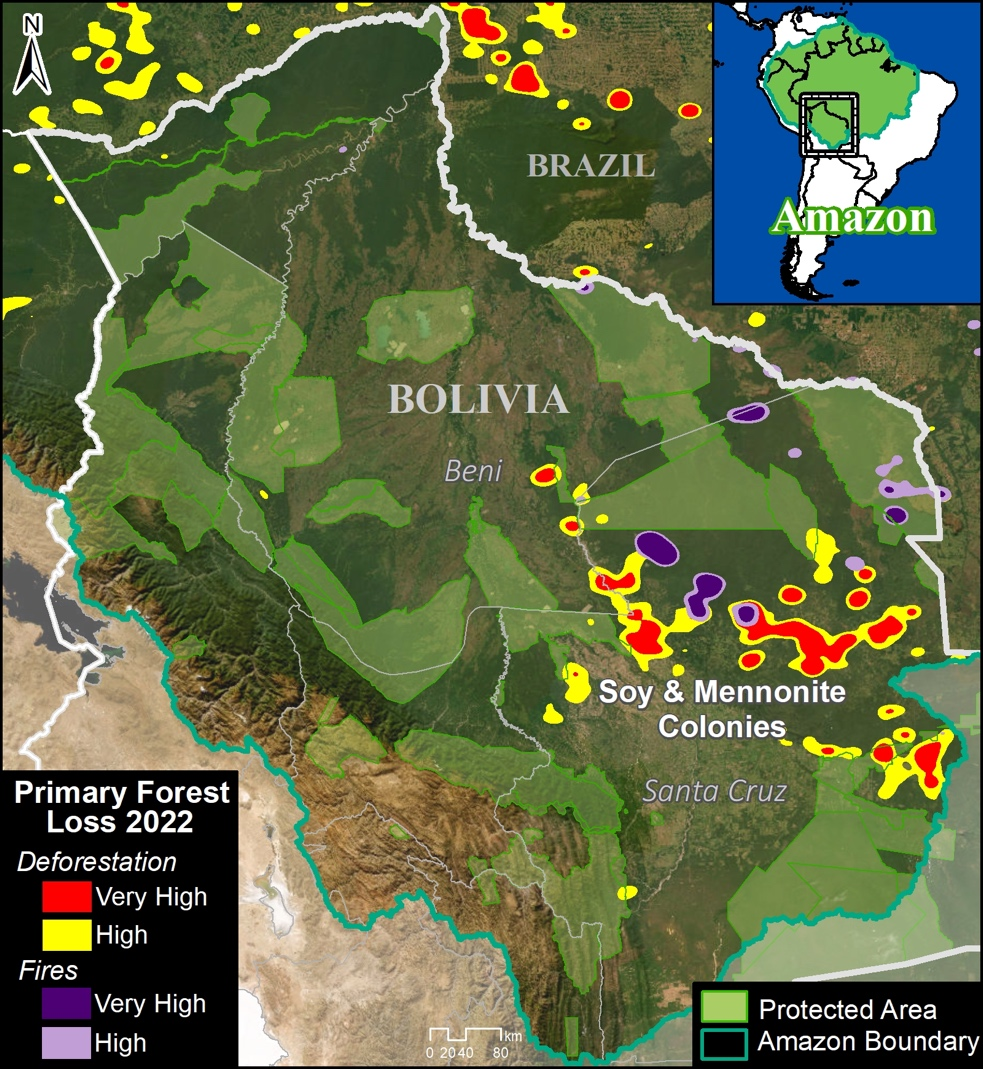 N
BRAZIL
Amazon
BOLIVIA
Beni
Soy & Mennonite
Colonies
Santa Cruz
Primary Forest
Loss 2022
Deforestation
Very High
High
Fires
Very High
High
km
0 20 40 80
Protected Area
Amazon Boundary